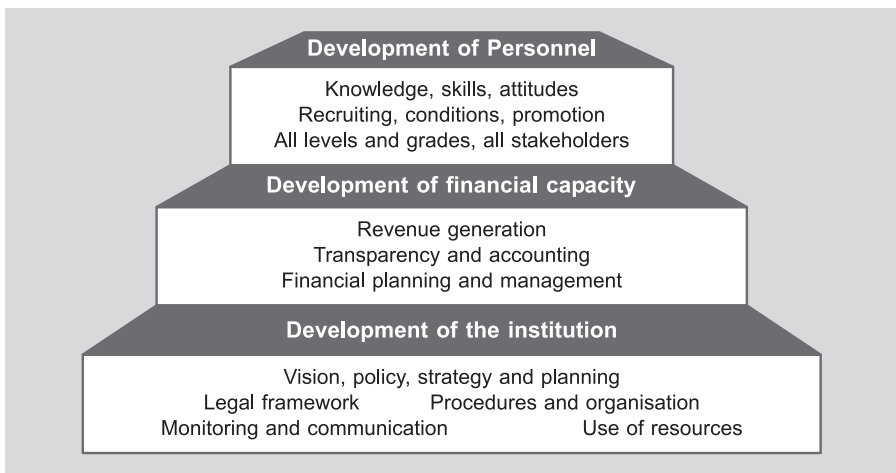 Development of Personnel
Knowledge, skills, attitudes
Recruiting, conditions, promotion
All levels and grades, all stakeholders
Development of financial capacity
Revenue generation
Transparency and accounting
Financial planning and management
Development of the institution
Vision, policy, strategy and planning
Legal framework Procedures and organisation
Monitoring and communication Use of resources